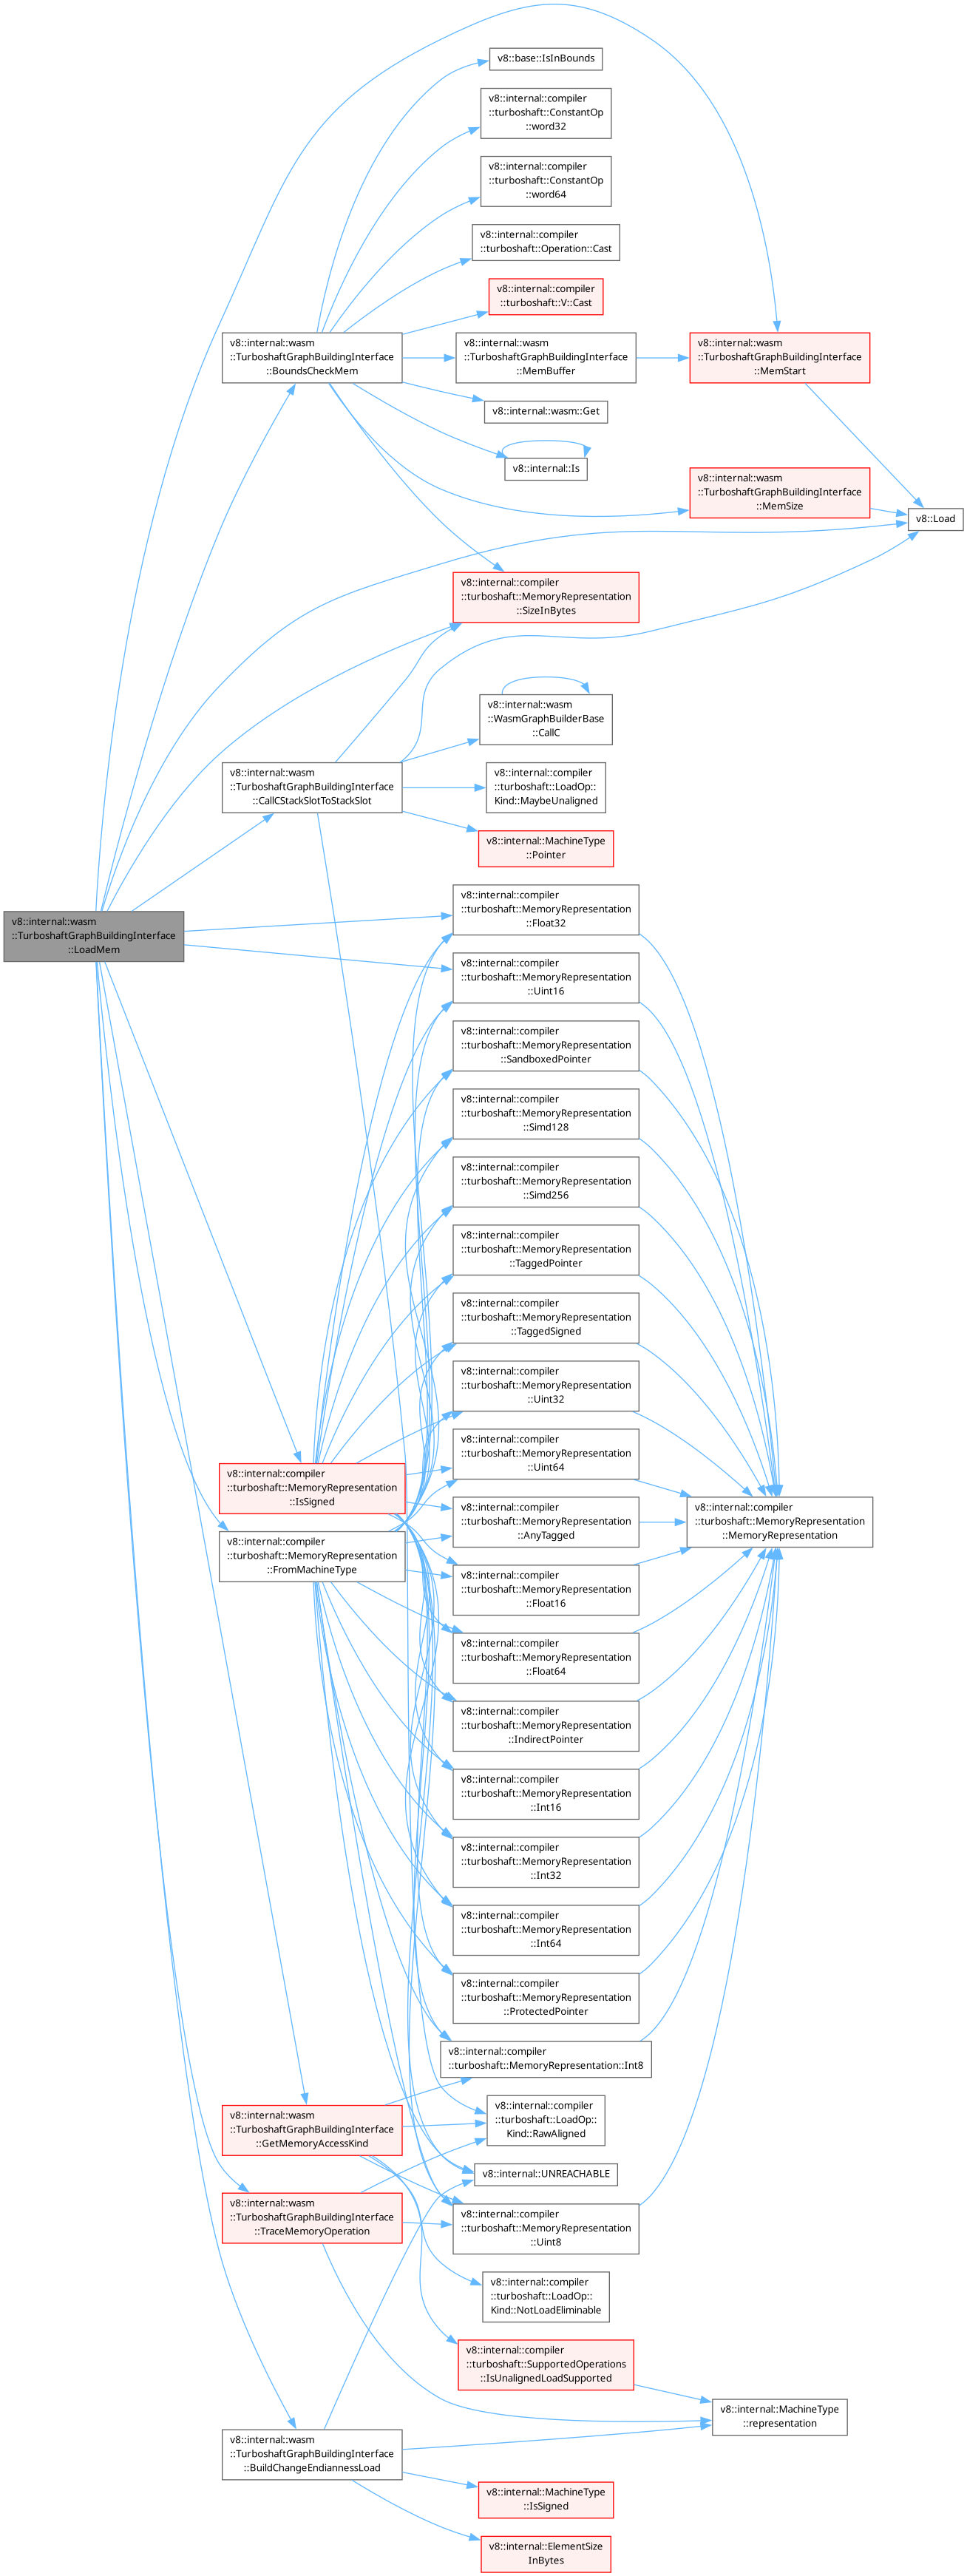 v8::base::IsInBounds
v8::internal::compiler
::turboshaft::ConstantOp
::word32
v8::internal::compiler
::turboshaft::ConstantOp
::word64
v8::internal::compiler
::turboshaft::Operation::Cast
v8::internal::compiler
::turboshaft::V::Cast
v8::internal::wasm
::TurboshaftGraphBuildingInterface
::BoundsCheckMem
v8::internal::wasm
::TurboshaftGraphBuildingInterface
::MemBuffer
v8::internal::wasm
::TurboshaftGraphBuildingInterface
::MemStart
v8::internal::wasm::Get
v8::internal::Is
v8::internal::wasm
::TurboshaftGraphBuildingInterface
::MemSize
v8::Load
v8::internal::compiler
::turboshaft::MemoryRepresentation
::SizeInBytes
v8::internal::wasm
::WasmGraphBuilderBase
::CallC
v8::internal::wasm
::TurboshaftGraphBuildingInterface
::CallCStackSlotToStackSlot
v8::internal::compiler
::turboshaft::LoadOp::
Kind::MaybeUnaligned
v8::internal::MachineType
::Pointer
v8::internal::wasm
::TurboshaftGraphBuildingInterface
::LoadMem
v8::internal::compiler
::turboshaft::MemoryRepresentation
::Float32
v8::internal::compiler
::turboshaft::MemoryRepresentation
::Uint16
v8::internal::compiler
::turboshaft::MemoryRepresentation
::SandboxedPointer
v8::internal::compiler
::turboshaft::MemoryRepresentation
::Simd128
v8::internal::compiler
::turboshaft::MemoryRepresentation
::Simd256
v8::internal::compiler
::turboshaft::MemoryRepresentation
::TaggedPointer
v8::internal::compiler
::turboshaft::MemoryRepresentation
::TaggedSigned
v8::internal::compiler
::turboshaft::MemoryRepresentation
::Uint32
v8::internal::compiler
::turboshaft::MemoryRepresentation
::Uint64
v8::internal::compiler
::turboshaft::MemoryRepresentation
::IsSigned
v8::internal::compiler
::turboshaft::MemoryRepresentation
::AnyTagged
v8::internal::compiler
::turboshaft::MemoryRepresentation
::MemoryRepresentation
v8::internal::compiler
::turboshaft::MemoryRepresentation
::FromMachineType
v8::internal::compiler
::turboshaft::MemoryRepresentation
::Float16
v8::internal::compiler
::turboshaft::MemoryRepresentation
::Float64
v8::internal::compiler
::turboshaft::MemoryRepresentation
::IndirectPointer
v8::internal::compiler
::turboshaft::MemoryRepresentation
::Int16
v8::internal::compiler
::turboshaft::MemoryRepresentation
::Int32
v8::internal::compiler
::turboshaft::MemoryRepresentation
::Int64
v8::internal::compiler
::turboshaft::MemoryRepresentation
::ProtectedPointer
v8::internal::compiler
::turboshaft::MemoryRepresentation::Int8
v8::internal::wasm
::TurboshaftGraphBuildingInterface
::GetMemoryAccessKind
v8::internal::compiler
::turboshaft::LoadOp::
Kind::RawAligned
v8::internal::UNREACHABLE
v8::internal::wasm
::TurboshaftGraphBuildingInterface
::TraceMemoryOperation
v8::internal::compiler
::turboshaft::MemoryRepresentation
::Uint8
v8::internal::compiler
::turboshaft::LoadOp::
Kind::NotLoadEliminable
v8::internal::compiler
::turboshaft::SupportedOperations
::IsUnalignedLoadSupported
v8::internal::MachineType
::representation
v8::internal::wasm
::TurboshaftGraphBuildingInterface
::BuildChangeEndiannessLoad
v8::internal::MachineType
::IsSigned
v8::internal::ElementSize
InBytes